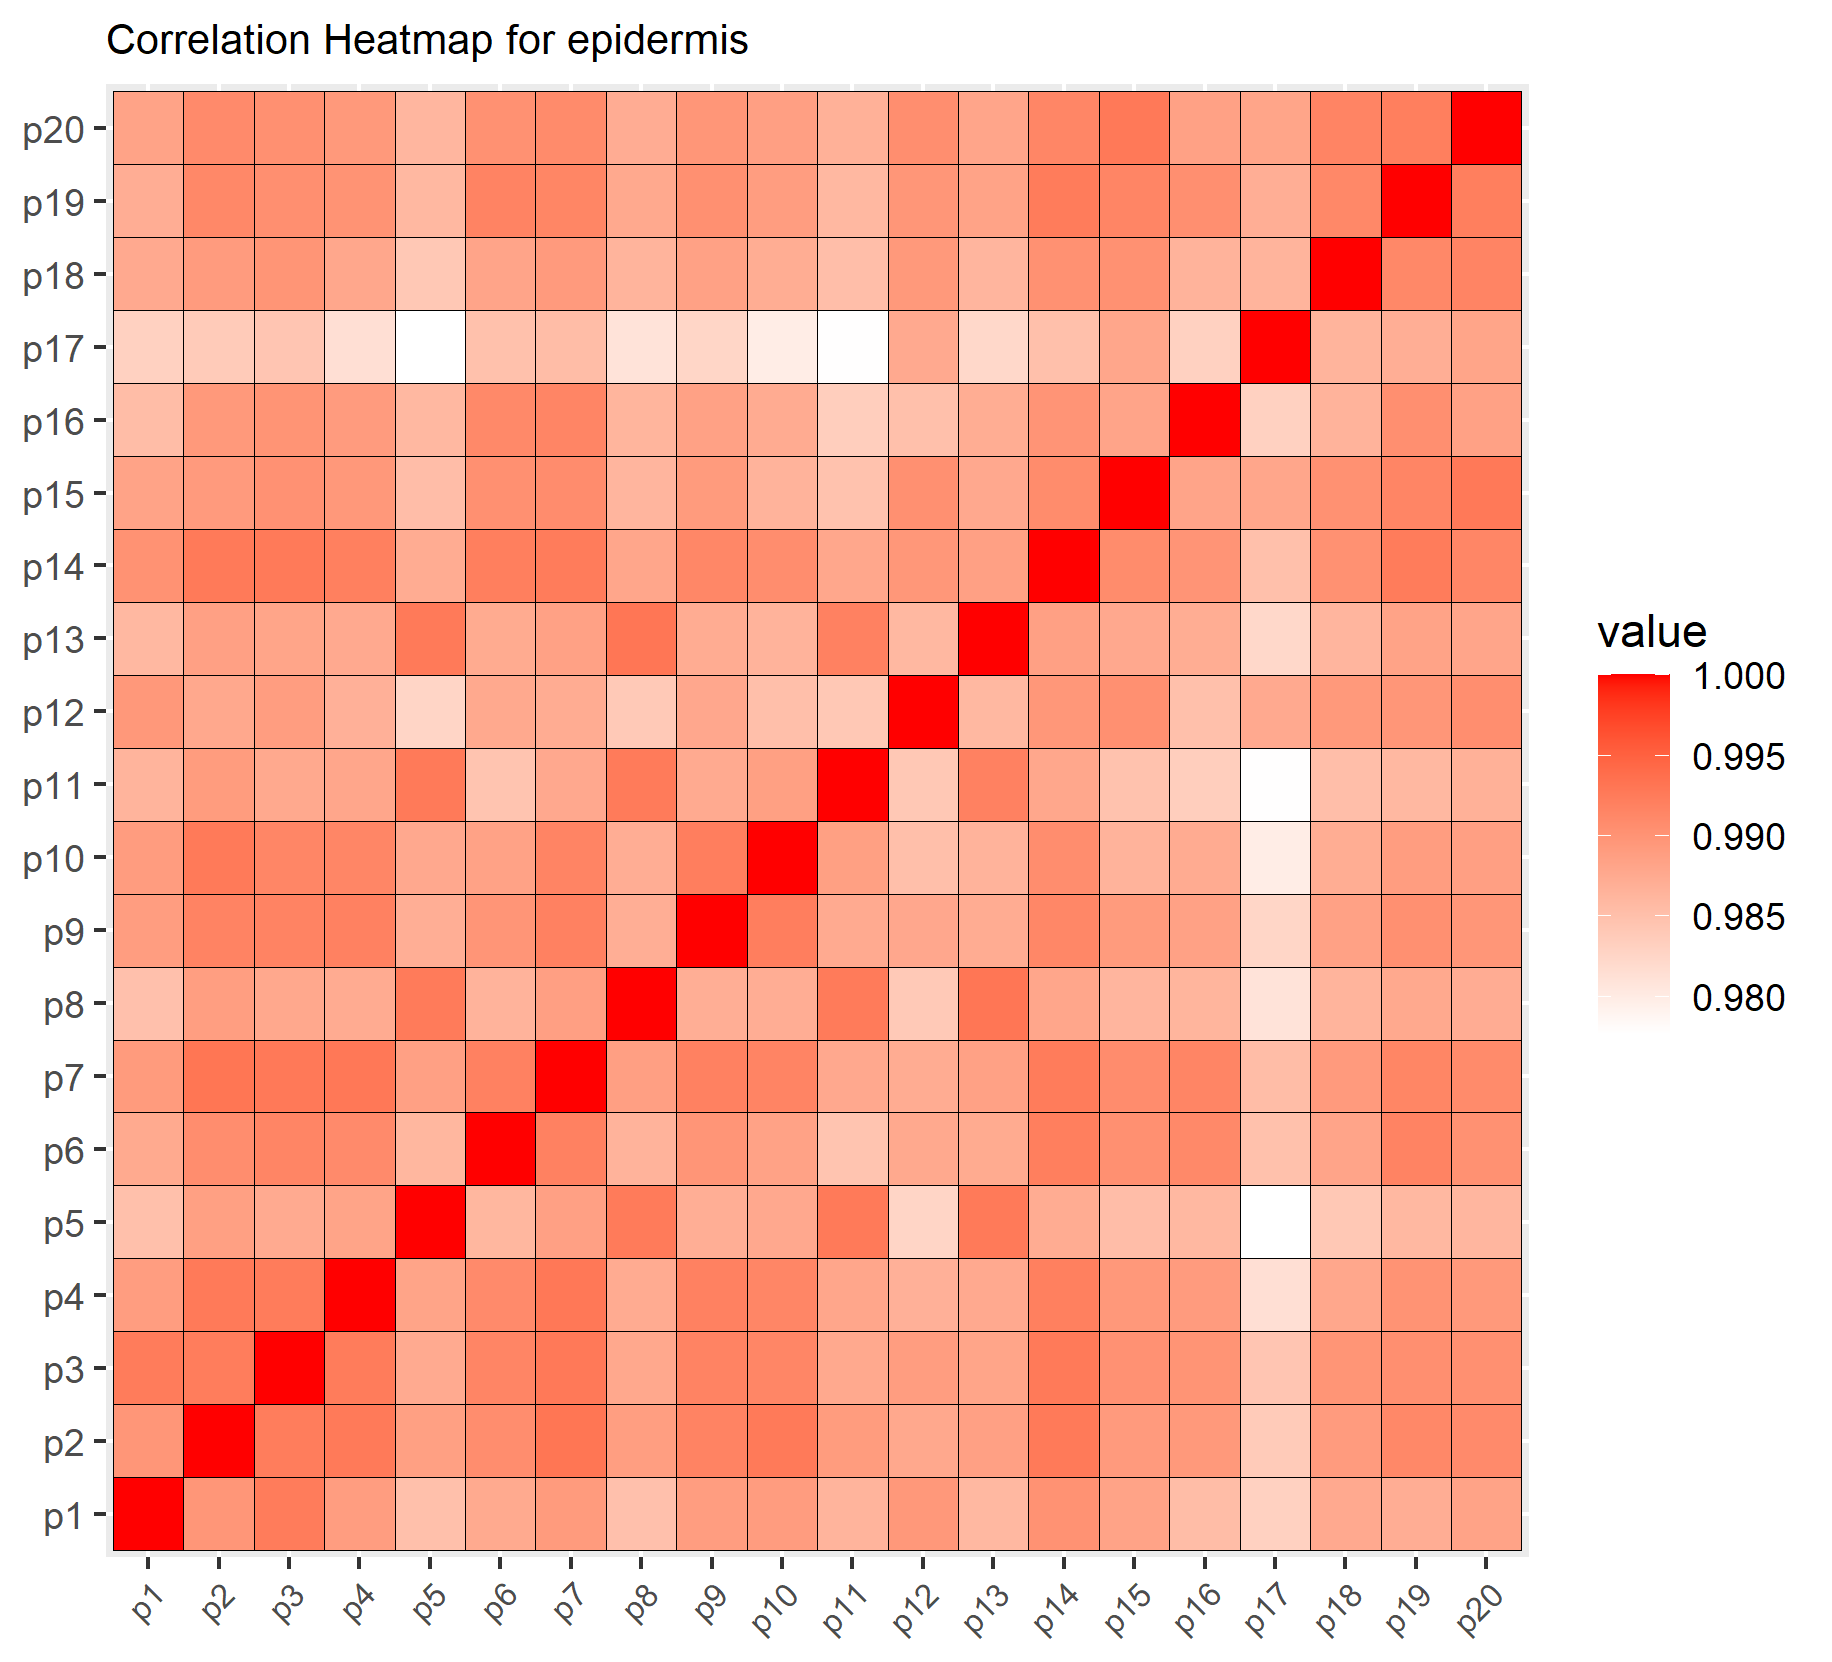 Correlation Heatmap for epidermis
p20
p19
p18
p17
p16
p15
p14
p13
p12
p11
p10
p9
p8
p7
p6
p5
p4
p3
p2
p1
p1 p2 p3 p4 p5 p6 p7 p8 p9 p10 p11 p12 p13 p14 p15 p16 p17 p18 p19 p20
value
1.000
0.995
0.990
0.985
0.980